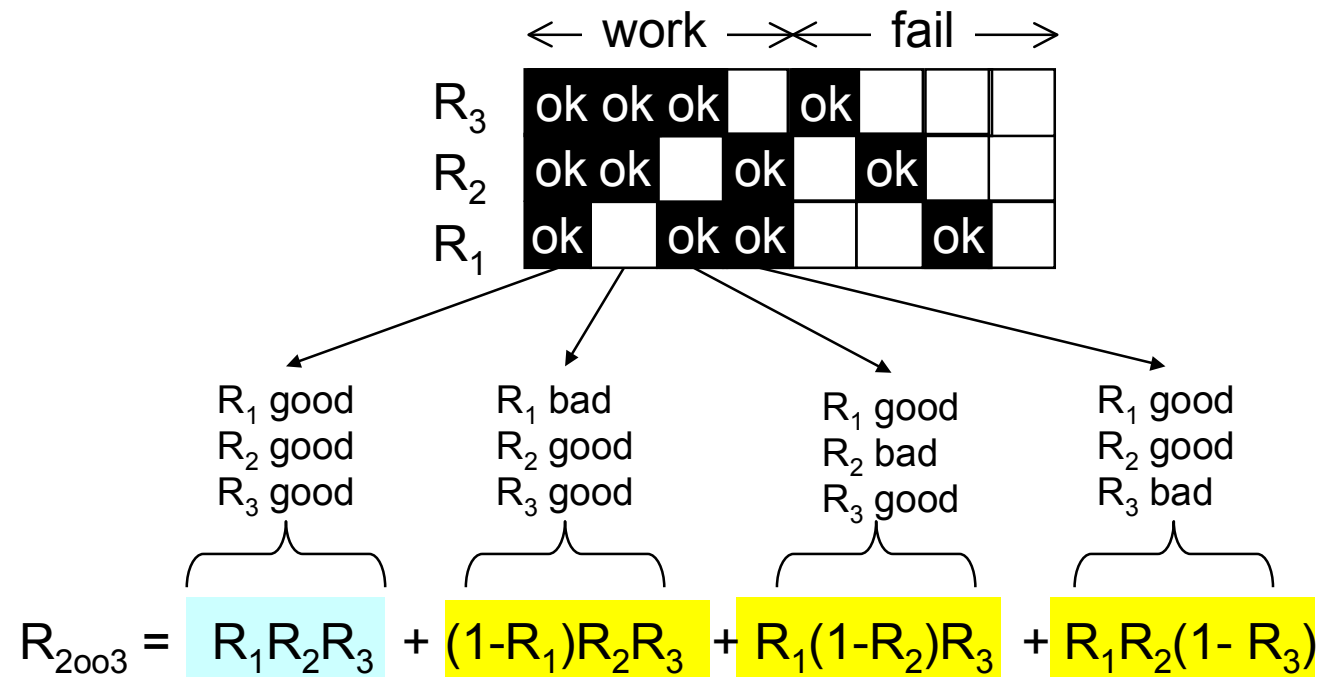 work fail
R₃ ok ok ok ok
R₂ ok ok ok ok
R₁ ok ok ok ok
R₁ good
R₂ good
R₃ good
R₁ bad
R₂ good
R₃ good
R₁ good
R₂ bad
R₃ good
R₁ good
R₂ good
R₃ bad
R₂ₒₒ₃ = R₁R₂R₃ + (1-R₁)R₂R₃ + R₁(1-R₂)R₃ + R₁R₂(1- R₃)